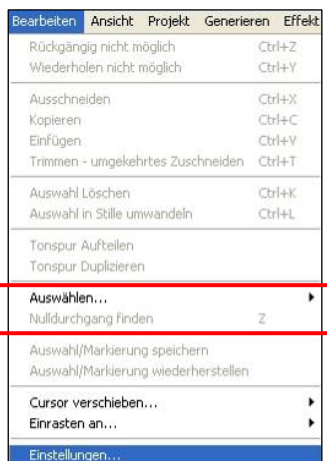 Bearbeiten Ansicht Projekt Generieren Effekt
Rückgängig nicht möglich Ctrl+Z
Wiederholen nicht möglich Ctrl+Y
Ausschneiden Ctrl+X
Kopieren Ctrl+C
Einfügen Ctrl+V
Trimmen - umgekehrtes Zuschneiden Ctrl+T
Auswahl Löschen Ctrl+K
Auswahl in Stille umwandeln Ctrl+L
Tonspur Aufteilen
Tonspur Duplizieren
Auswählen...
Nulldurchgang finden Z
Auswahl/Markierung speichern
Auswahl/Markierung wiederherstellen
Cursor verschieben...
Einrasten an...
Einstellungen...